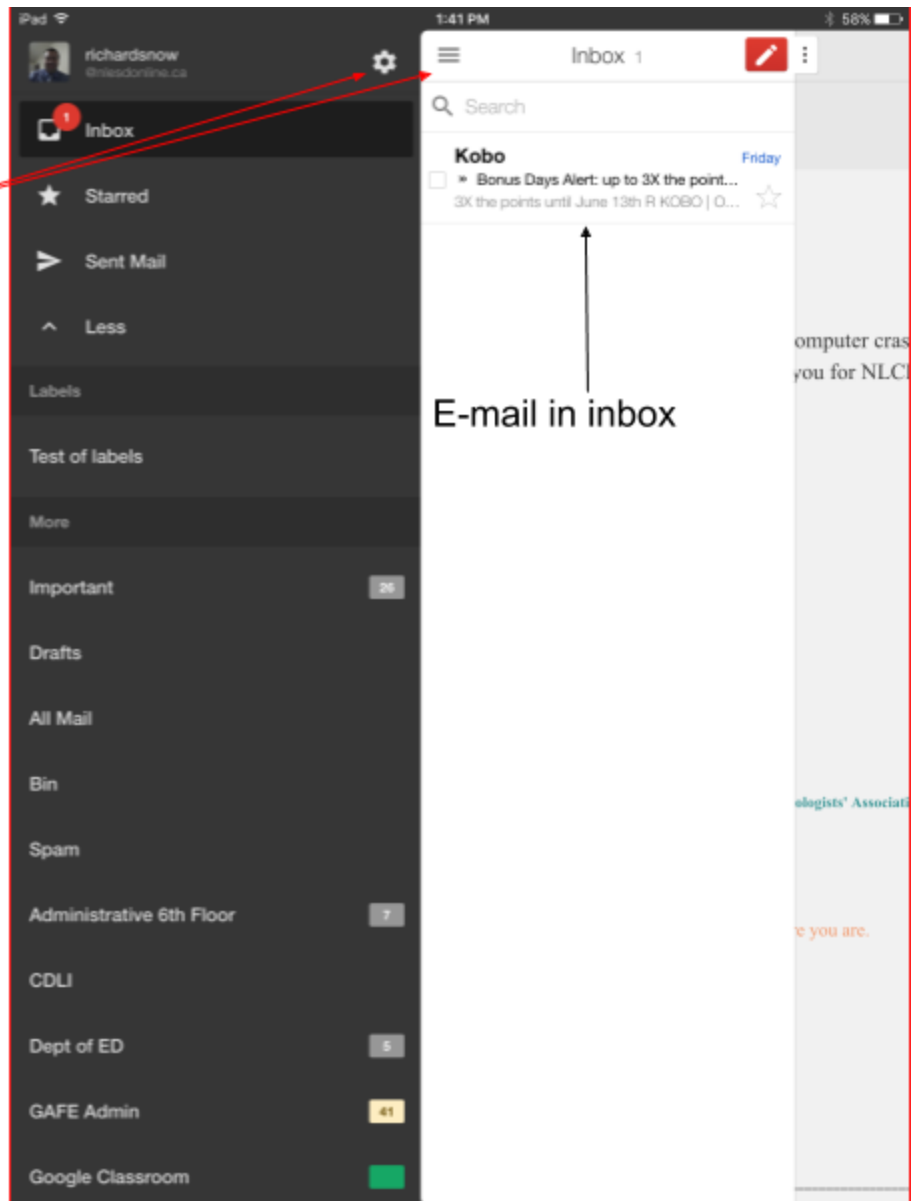 iPad
1:41 PM
58%
richardsnow
@nlesdonline.ca
1
Inbox
Starred
Sent Mail
Less
Labels
Test of labels
More
Important 26
Drafts
All Mail
Bin
Spam
Administrative 6th Floor 7
CDLI
Dept of ED 5
GAFE Admin 41
Google Classroom
Inbox 1
Search
Kobo Friday
» Bonus Days Alert: up to 3X the point...
3X the points until June 13th R KOBO | O...
E-mail in inbox
omputer cras
you for NLC
ologists' Associati
e you are.